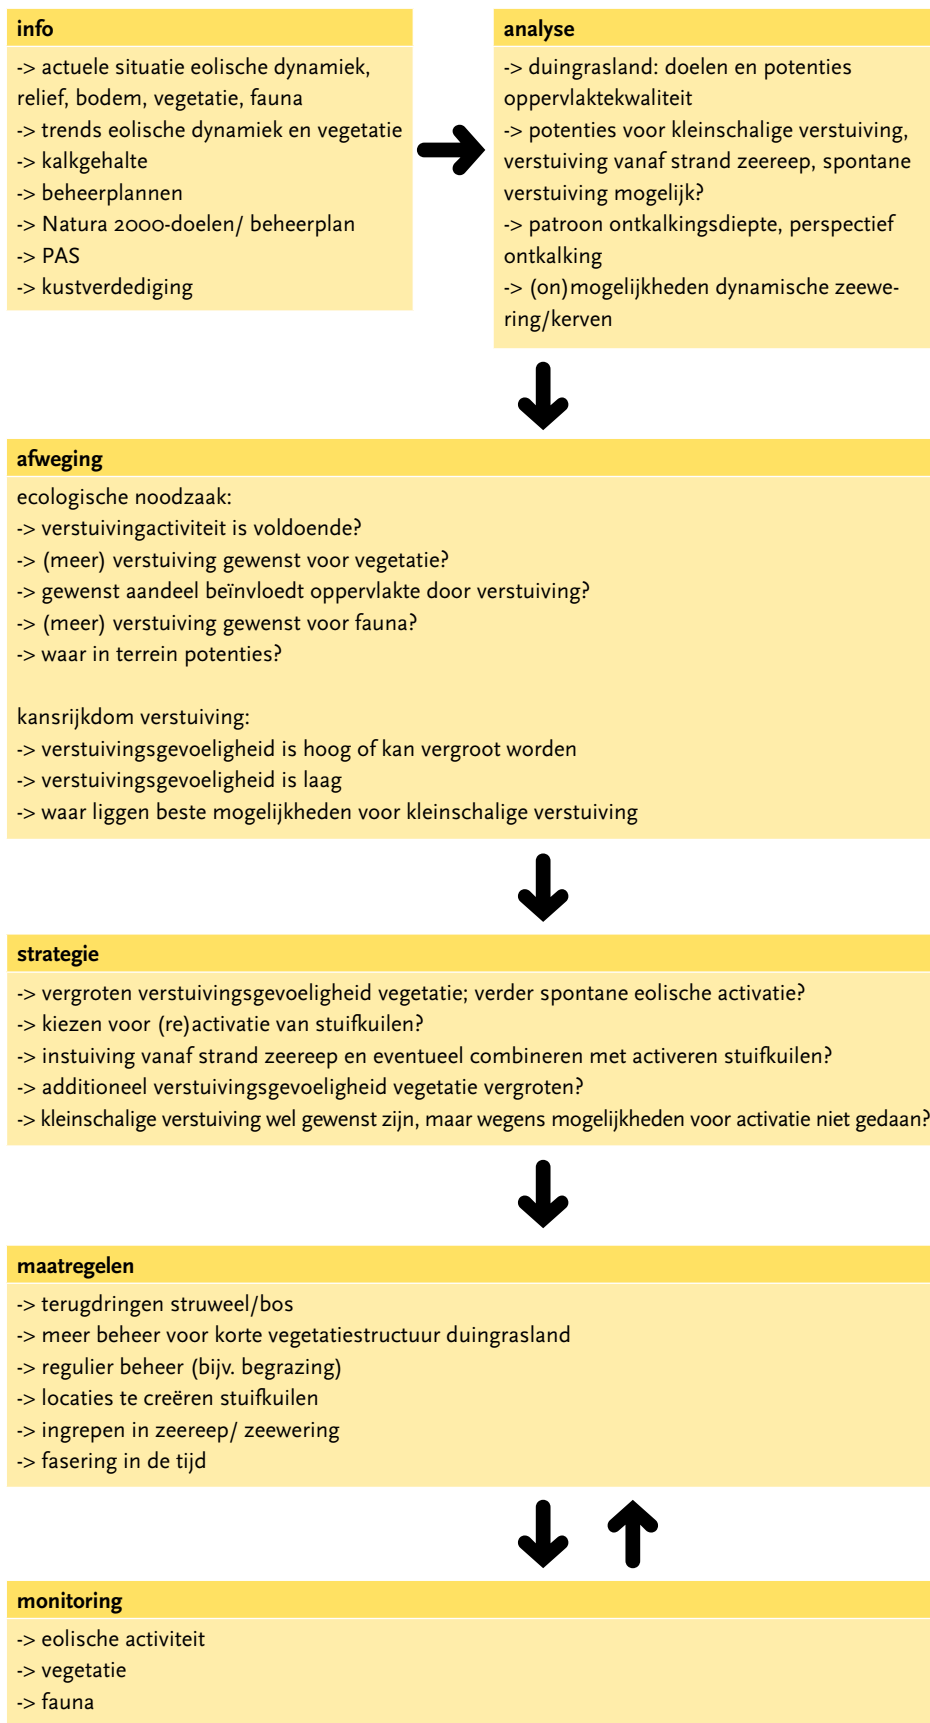 info
-> actuele situatie eolische dynamiek,
relief, bodem, vegetatie, fauna
-> trends eolische dynamiek en vegetatie
-> kalkgehalte
-> beheerplannen
-> Natura 2000-doelen/ beheerplan
-> PAS
-> kustverdediging
analyse
-> duingrasland: doelen en potenties
oppervlaktekwaliteit
-> potenties voor kleinschalige verstuiving,
verstuiving vanaf strand zeereep, spontane
verstuiving mogelijk?
-> patroon ontkalkingsdiepte, perspectief
ontkalking
-> (on)mogelijkheden dynamische zeewe-
ring/kerven
afweging
ecologische noodzaak:
-> verstuivingactiviteit is voldoende?
-> (meer) verstuiving gewenst voor vegetatie?
-> gewenst aandeel beïnvloedt oppervlakte door verstuiving?
-> (meer) verstuiving gewenst voor fauna?
-> waar in terrein potenties?
kansrijkdom verstuiving:
-> verstuivingsgevoeligheid is hoog of kan vergroot worden
-> verstuivingsgevoeligheid is laag
-> waar liggen beste mogelijkheden voor kleinschalige verstuiving
strategie
-> vergroten verstuivingsgevoeligheid vegetatie; verder spontane eolische activatie?
-> kiezen voor (re)activatie van stuifkuilen?
-> instuiving vanaf strand zeereep en eventueel combineren met activeren stuifkuilen?
-> additioneel verstuivingsgevoeligheid vegetatie vergroten?
-> kleinschalige verstuiving wel gewenst zijn, maar wegens mogelijkheden voor activatie niet gedaan?
maatregelen
-> terugdringen struweel/bos
-> meer beheer voor korte vegetatiestructuur duingrasland
-> regulier beheer (bijv. begrazing)
-> locaties te creëren stuifkuilen
-> ingrepen in zeereep/ zeewering
-> fasering in de tijd
monitoring
-> eolische activiteit
-> vegetatie
-> fauna